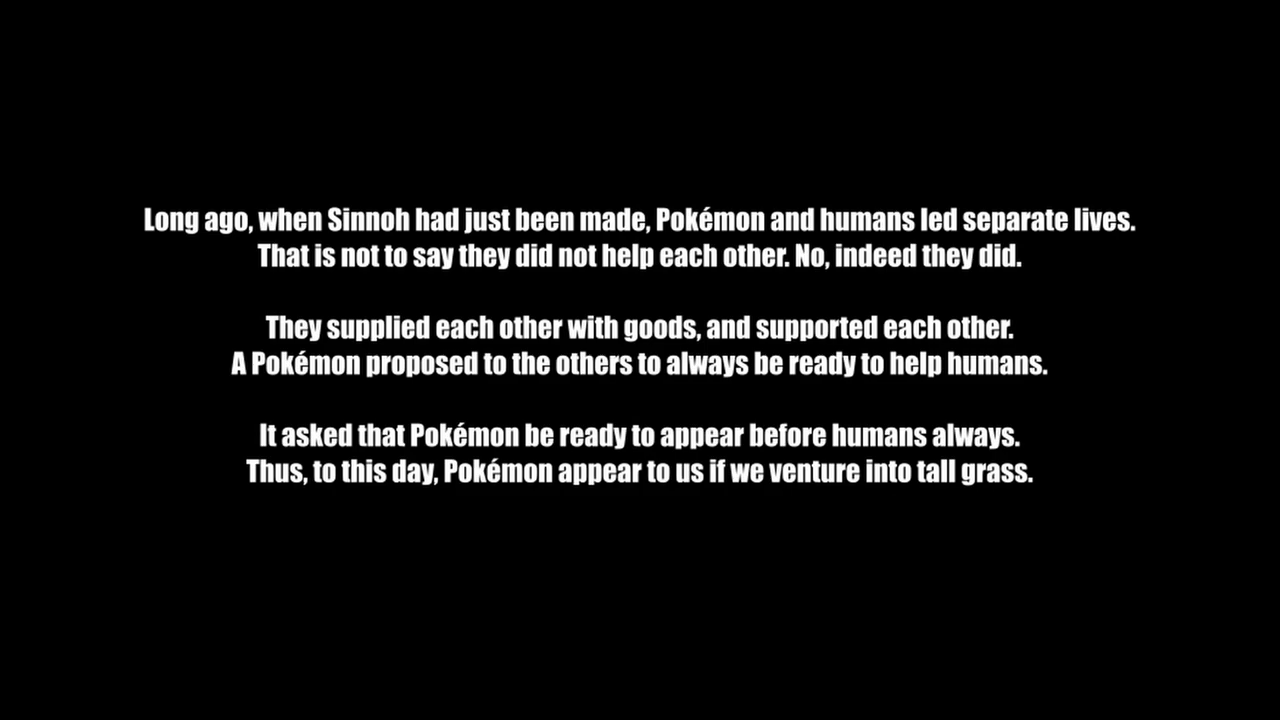 Long ago, when Sinnoh had just been made, Pokémon and humans led separate lives.
That is not to say they did not help each other. No, indeed they did.
They supplied each other with goods, and supported each other.
A Pokémon proposed to the others to always be ready to help humans.
It asked that Pokémon be ready to appear before humans always.
Thus, to this day, Pokémon appear to us if we venture into tall grass.